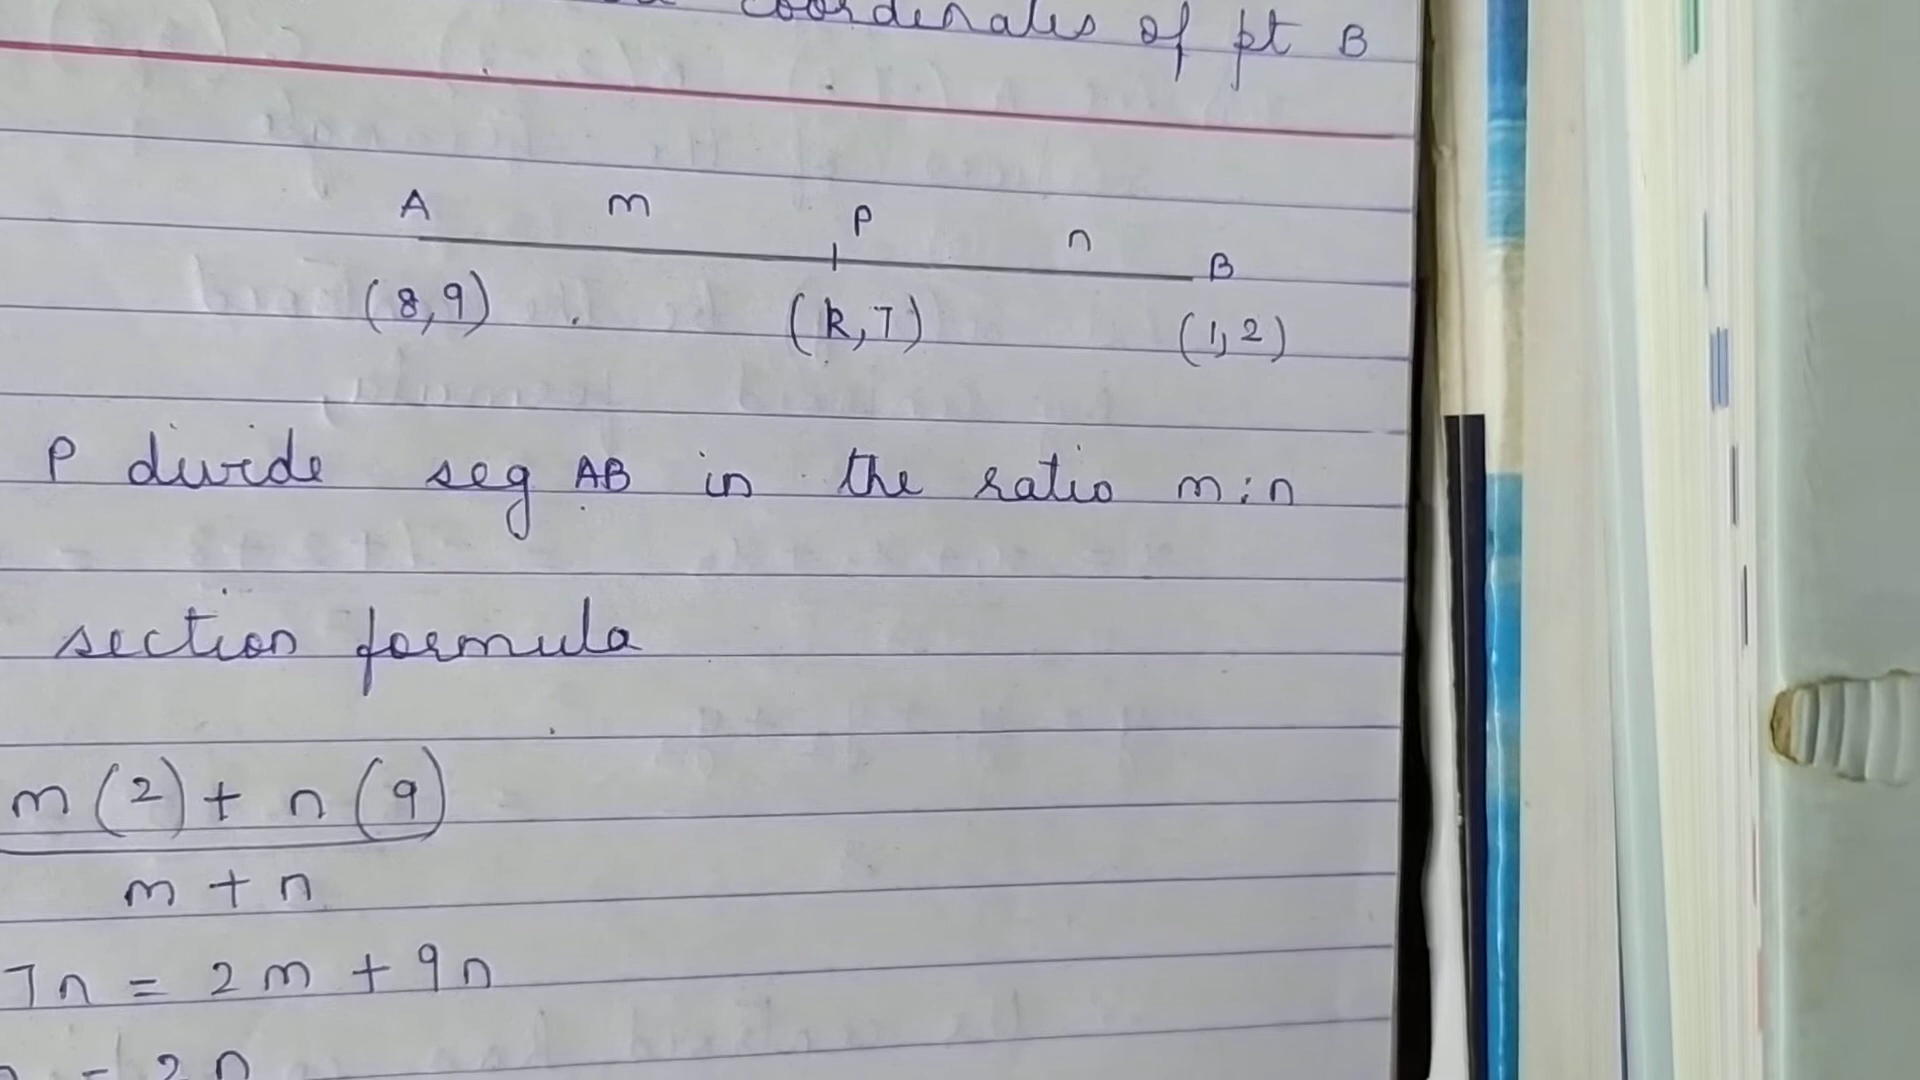 coordinates of pt B
A m P n B
(8,9) (k,7) (1,2)
P divide seg AB in the ratio m:n
section formula
m(2) + n(9)
m + n
7n = 2m + 9n
= 2n